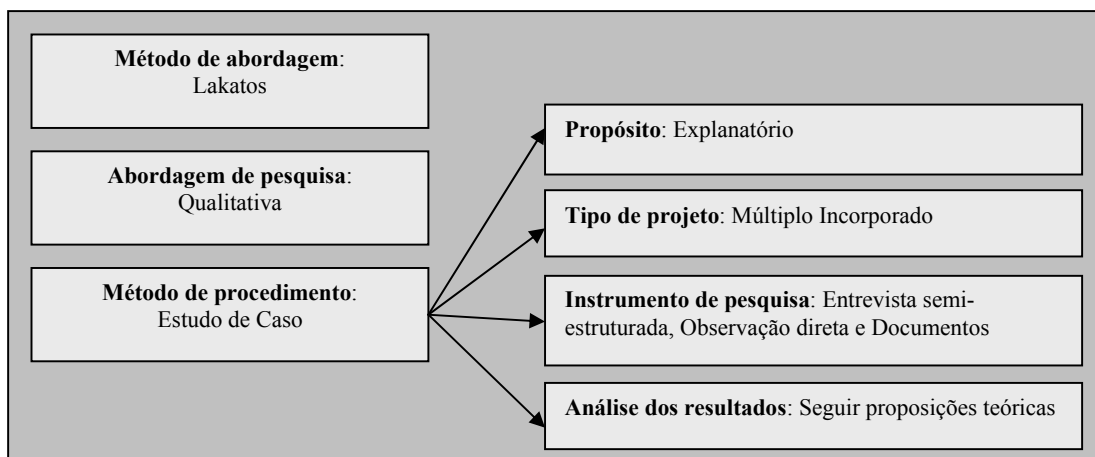 Método de abordagem:
Lakatos
Abordagem de pesquisa:
Qualitativa
Método de procedimento:
Estudo de Caso
Propósito: Explanatório
Tipo de projeto: Múltiplo Incorporado
Instrumento de pesquisa: Entrevista semi-
estruturada, Observação direta e Documentos
Análise dos resultados: Seguir proposições teóricas